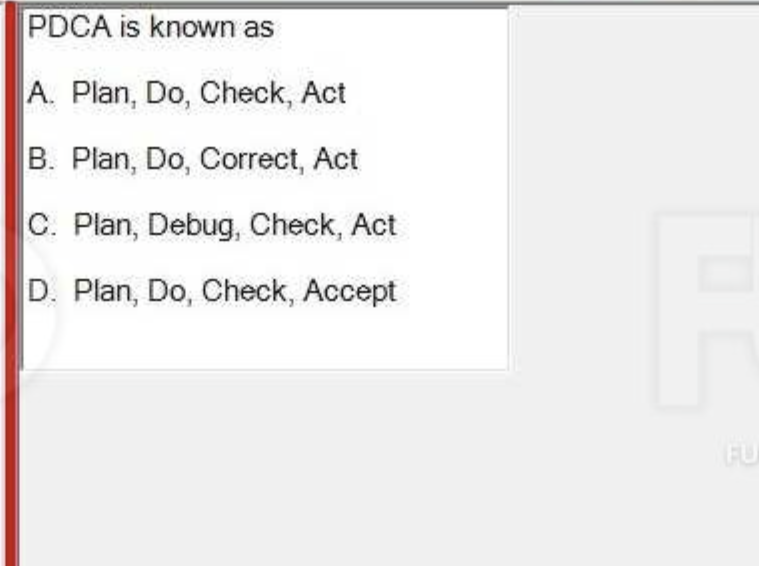 PDCA is known as
A. Plan, Do, Check, Act
B. Plan, Do, Correct, Act
C. Plan, Debug, Check, Act
D. Plan, Do, Check, Accept
FU